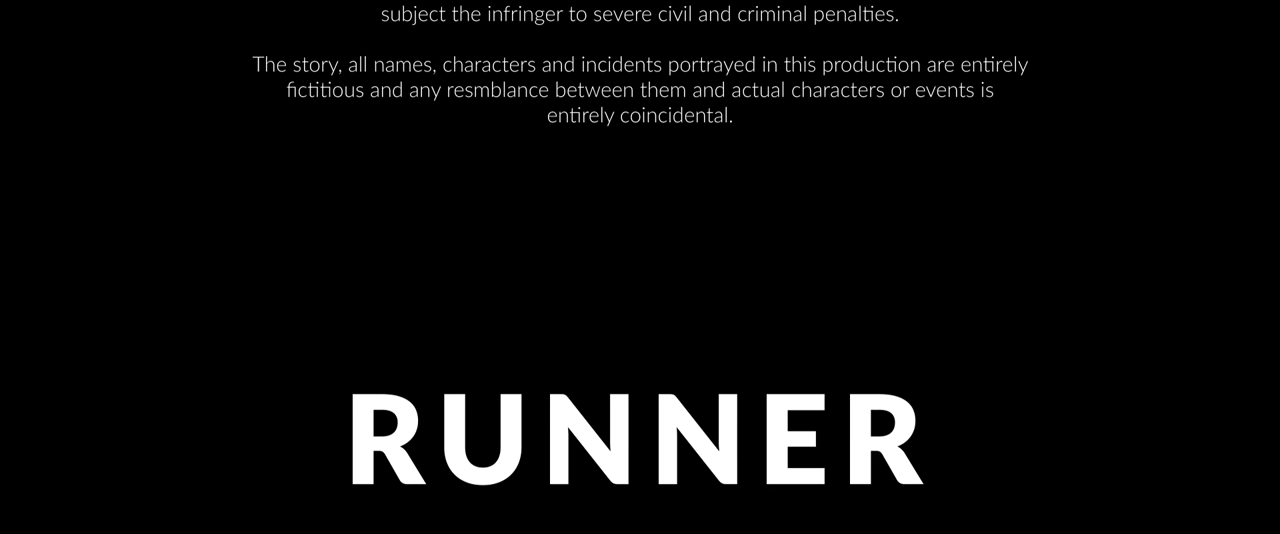 subject the infringer to severe civil and criminal penalties.
The story, all names, characters and incidents portrayed in this production are entirely
fictitious and any resmblance between them and actual characters or events is
entirely coincidental.
RUNNER